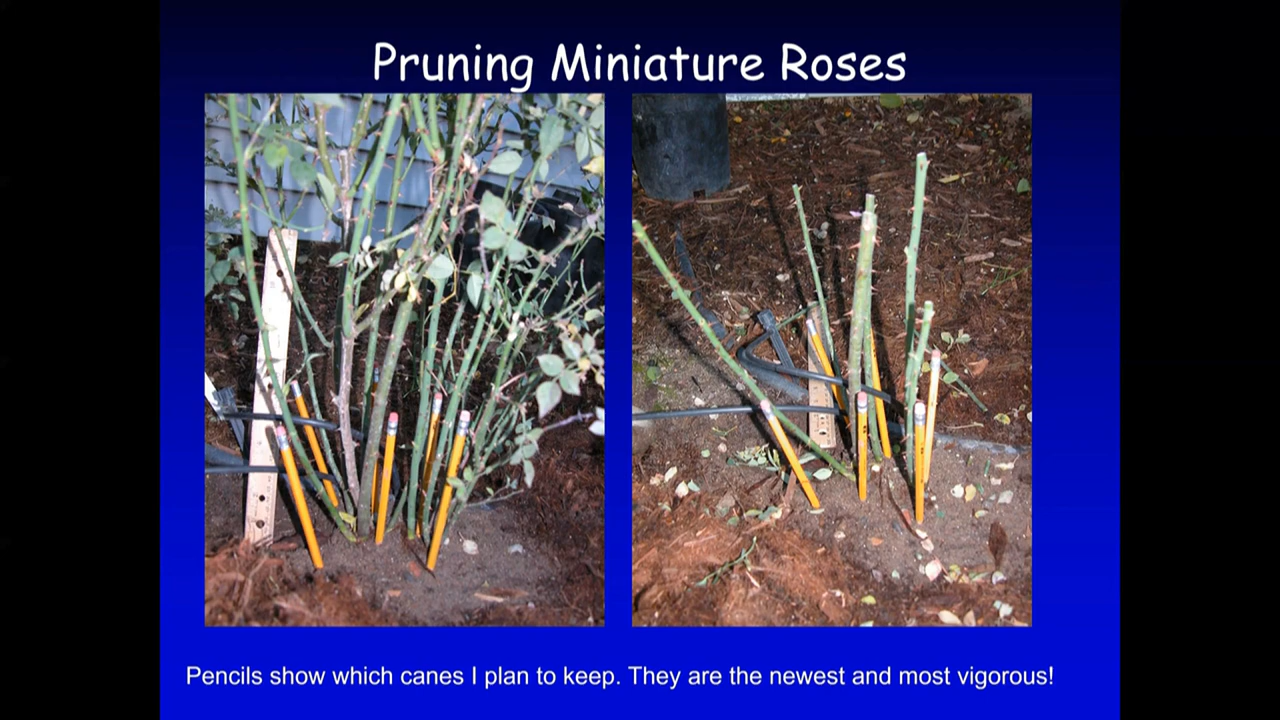 Pruning Miniature Roses
Pencils show which canes I plan to keep. They are the newest and most vigorous!